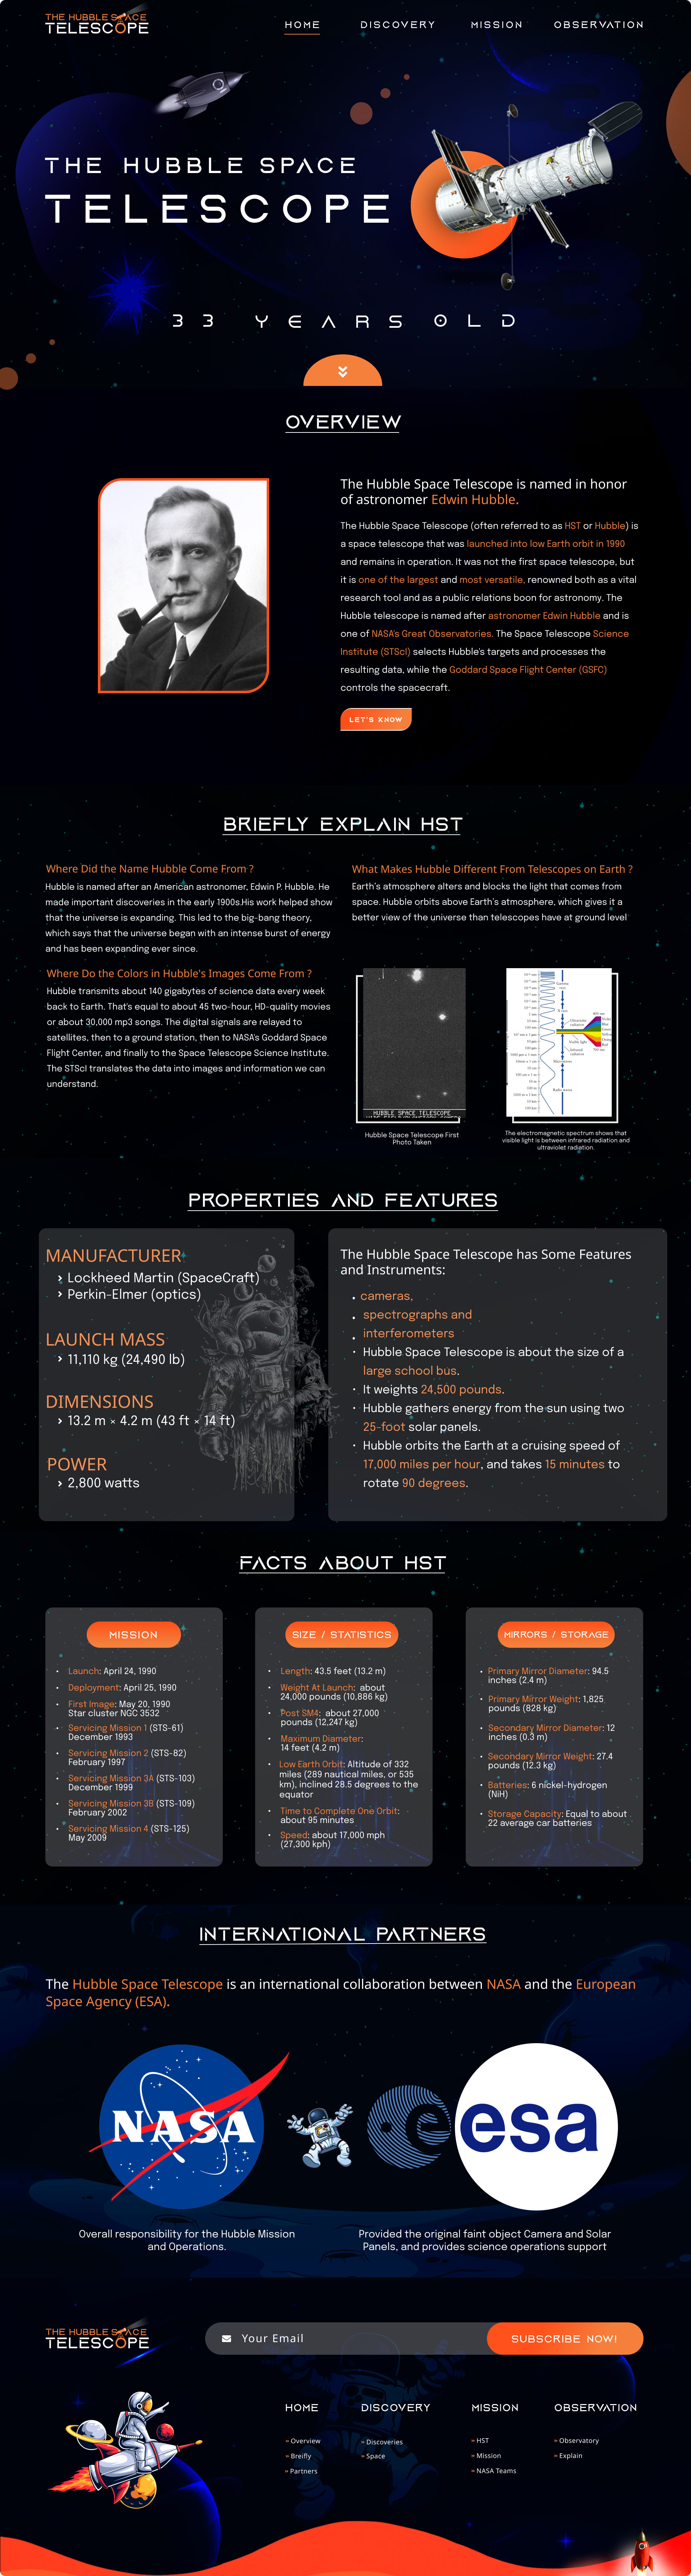 THE HUBBLE SPACE
TELESCOPE
HOME
DISCOVERY
MISSION
OBSERVATION
THE HUBBLE SPACE
TELESCOPE
33 YEARS OLD
OVERVIEW
The Hubble Space Telescope is named in honor
of astronomer Edwin Hubble.
The Hubble Space Telescope (often referred to as HST or Hubble) is
a space telescope that was launched into low Earth orbit in 1990
and remains in operation. It was not the first space telescope, but
it is one of the largest and most versatile, renowned both as a vital
research tool and as a public relations boon for astronomy. The
Hubble telescope is named after astronomer Edwin Hubble and is
one of NASA's Great Observatories. The Space Telescope Science
Institute (STScI) selects Hubble's targets and processes the
resulting data, while the Goddard Space Flight Center (GSFC)
controls the spacecraft.
LET'S KNOW
BRIEFLY EXPLAIN HST
Where Did the Name Hubble Come From ?
Hubble is named after an American astronomer, Edwin P. Hubble. He
made important discoveries in the early 1900s.His work helped show
that the universe is expanding. This led to the big-bang theory,
which says that the universe began with an intense burst of energy
and has been expanding ever since.
Where Do the Colors in Hubble's Images Come From ?
Hubble transmits about 140 gigabytes of science data every week
back to Earth. That's equal to about 45 two-hour, HD-quality movies
or about 30,000 mp3 songs. The digital signals are relayed to
satellites, then to a ground station, then to NASA's Goddard Space
Flight Center, and finally to the Space Telescope Science Institute.
The STScI translates the data into images and information we can
understand.
What Makes Hubble Different From Telescopes on Earth ?
Earth's atmosphere alters and blocks the light that comes from
space. Hubble orbits above Earth's atmosphere, which gives it a
better view of the universe than telescopes have at ground level
HUBBLE SPACE TELESCOPE
Hubble Space Telescope First
Photo Taken
Gamma
X-ray
Ultraviolet
radiation
Visible light
Infrared
radiation
Radio waves
The electromagnetic spectrum shows that
visible light is between infrared radiation and
ultraviolet radiation.
PROPERTIES AND FEATURES
MANUFACTURER
Lockheed Martin (SpaceCraft)
Perkin-Elmer (optics)
LAUNCH MASS
11,110 kg (24,490 lb)
DIMENSIONS
13.2 m × 4.2 m (43 ft × 14 ft)
POWER
2,800 watts
The Hubble Space Telescope has Some Features
and Instruments:
cameras,
spectrographs and
interferometers
Hubble Space Telescope is about the size of a
large school bus.
It weights 24,500 pounds.
Hubble gathers energy from the sun using two
25-foot solar panels.
Hubble orbits the Earth at a cruising speed of
17,000 miles per hour, and takes 15 minutes to
rotate 90 degrees.
FACTS ABOUT HST
MISSION
Launch: April 24, 1990
Deployment: April 25, 1990
First Image: May 20, 1990
Star cluster NGC 3532
Servicing Mission 1 (STS-61)
December 1993
Servicing Mission 2 (STS-82)
February 1997
Servicing Mission 3A (STS-103)
December 1999
Servicing Mission 3B (STS-109)
February 2002
Servicing Mission 4 (STS-125)
May 2009
SIZE / STATISTICS
Length: 43.5 feet (13.2 m)
Weight At Launch: about
24,000 pounds (10,886 kg)
Post SM4: about 27,000
pounds (12,247 kg)
Maximum Diameter:
14 feet (4.2 m)
Low Earth Orbit: Altitude of 332
miles (289 nautical miles, or 535
km), inclined 28.5 degrees to the
equator
Time to Complete One Orbit:
about 95 minutes
Speed: about 17,000 mph
(27,300 kph)
MIRRORS / STORAGE
Primary Mirror Diameter: 94.5
inches (2.4 m)
Primary Mirror Weight: 1,825
pounds (828 kg)
Secondary Mirror Diameter: 12
inches (0.3 m)
Secondary Mirror Weight: 27.4
pounds (12.3 kg)
Batteries: 6 nickel-hydrogen
(NiH)
Storage Capacity: Equal to about
22 average car batteries
INTERNATIONAL PARTNERS
The Hubble Space Telescope is an international collaboration between NASA and the European
Space Agency (ESA).
NASA
esa
Overall responsibility for the Hubble Mission
and Operations.
Provided the original faint object Camera and Solar
Panels, and provides science operations support
THE HUBBLE SPACE
TELESCOPE
Your Email
SUBSCRIBE NOW!
HOME
Overview
Breifly
Partners
DISCOVERY
Discoveries
Space
MISSION
HST
Mission
NASA Teams
OBSERVATION
Observatory
Explain